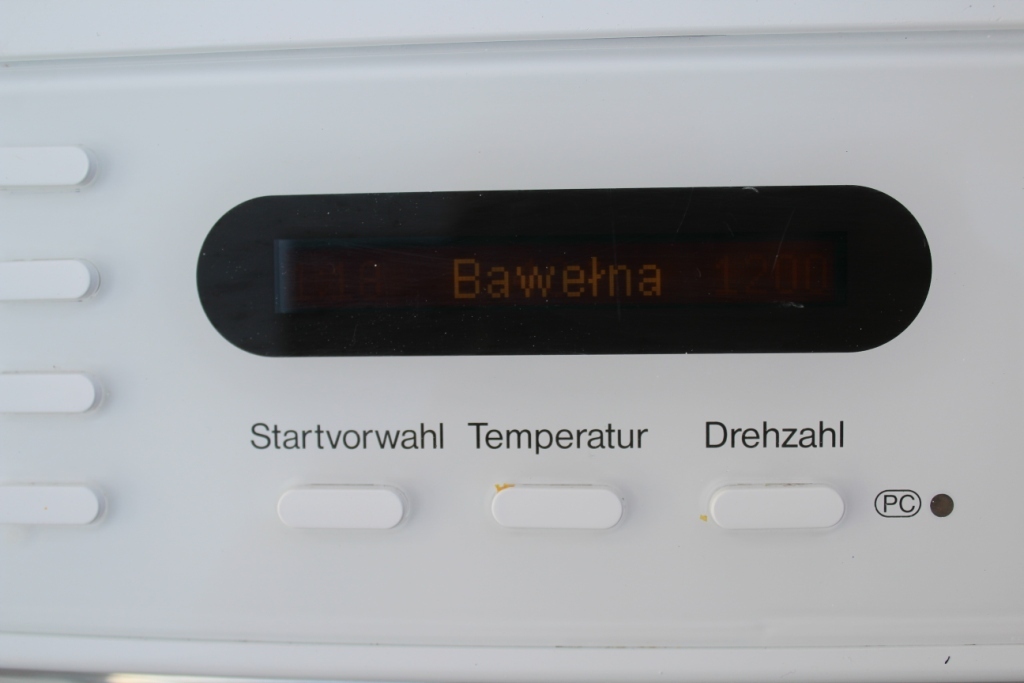 Bawełna 1200
Startvorwahl Temperatur Drehzahl
PC